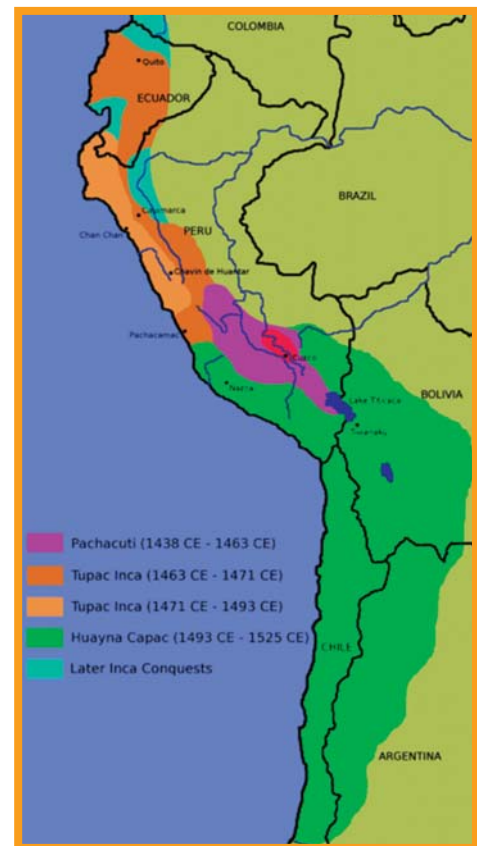 COLOMBIA
Quito
ECUADOR
BRAZIL
Cajamarca
PERU
Chan Chan
Chavin de Huantar
Pachacamac
Cuzco
Nazca
Lake Titicaca
BOLIVIA
Tiwanaku
Pachacuti (1438 CE - 1463 CE)
Tupac Inca (1463 CE - 1471 CE)
Tupac Inca (1471 CE - 1493 CE)
Huayna Capac (1493 CE - 1525 CE)
CHILE
Later Inca Conquests
ARGENTINA